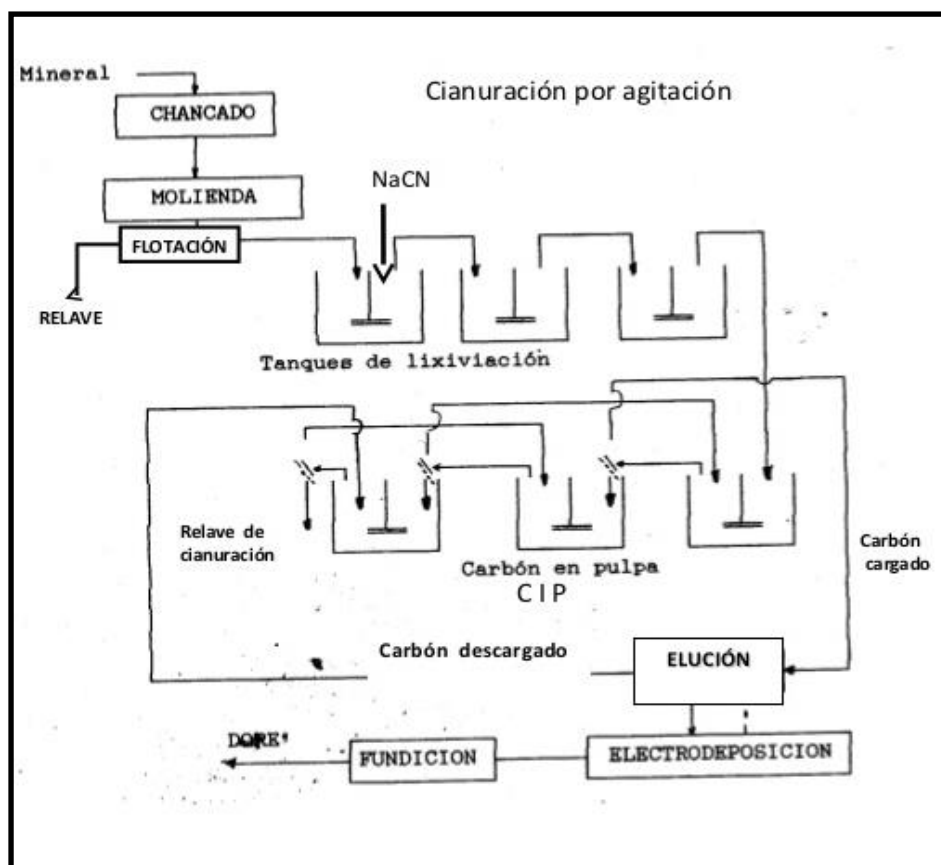 Mineral
Cianuración por agitación
CHANCADO
MOLIENDA
NaCN
FLOTACIÓN
RELAVE
Tanques de lixiviación
Relave de
cianuración
Carbón
cargado
Carbón en pulpa
C I P
Carbón descargado
ELUCIÓN
DORE'
FUNDICION
ELECTRODEPOSICION